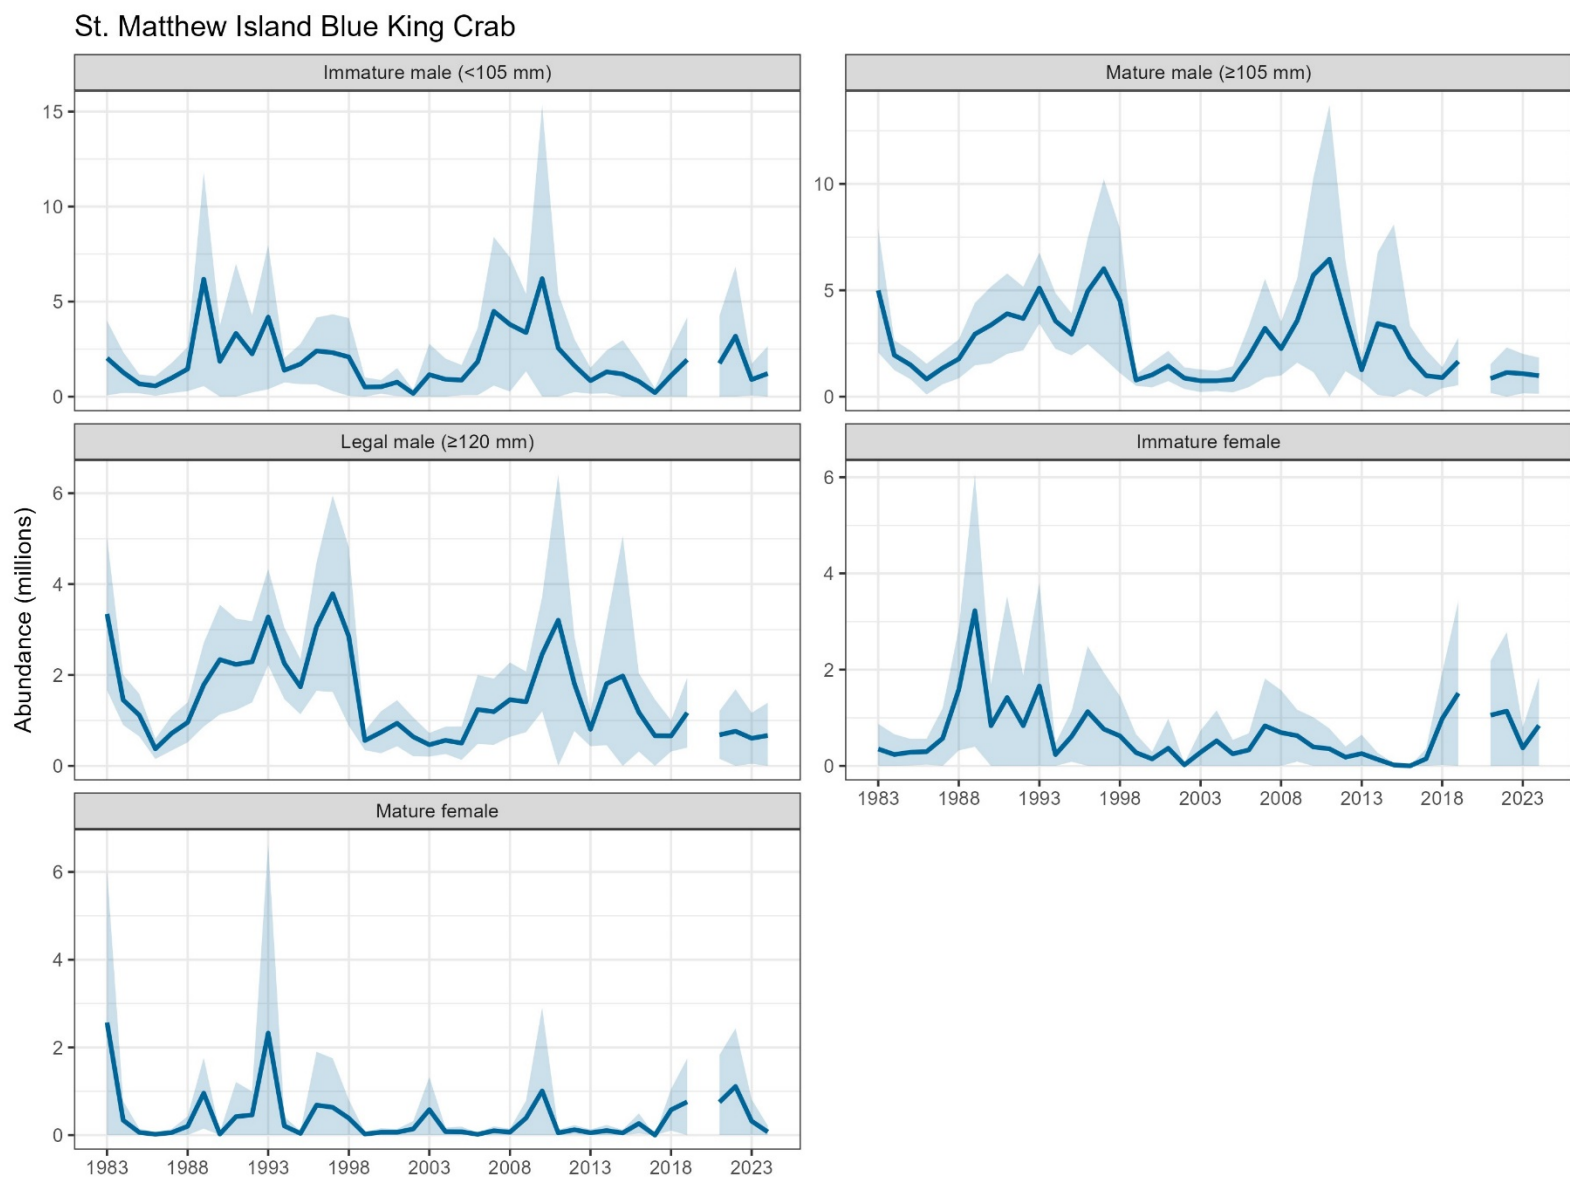 St. Matthew Island Blue King Crab
Immature male (<105 mm)
Mature male (≥105 mm)
15
10
5
0
10
5
0
Legal male (≥120 mm)
Immature female
Abundance (millions)
6
4
2
0
6
4
2
0
1983 1988 1993 1998 2003 2008 2013 2018 2023
Mature female
6
4
2
0
1983 1988 1993 1998 2003 2008 2013 2018 2023